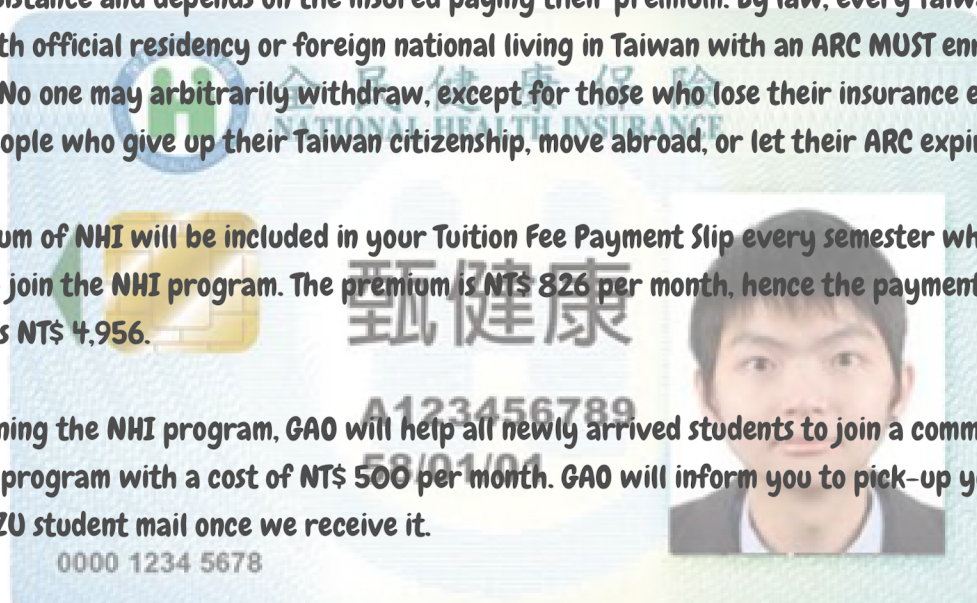 istance and depends on the insured paying their premium. By law, every Taiw
th official residency or foreign national living in Taiwan with an ARC MUST en
No one may arbitrarily withdraw, except for those who lose their insurance e
ople who give up their Taiwan citizenship, move abroad, or let their ARC expi
全民健康保險
NATIONAL HEALTH INSURANCE
um of NHI will be included in your Tuition Fee Payment Slip every semester wh
join the NHI program. The premium is NT$ 826 per month, hence the payment
s NT$ 4,956.
甄健康
A123456789
ning the NHI program, GAO will help all newly arrived students to join a comm
58/01/01
program with a cost of NT$ 500 per month. GAO will inform you to pick-up y
ZU student mail once we receive it.
0000 1234 5678